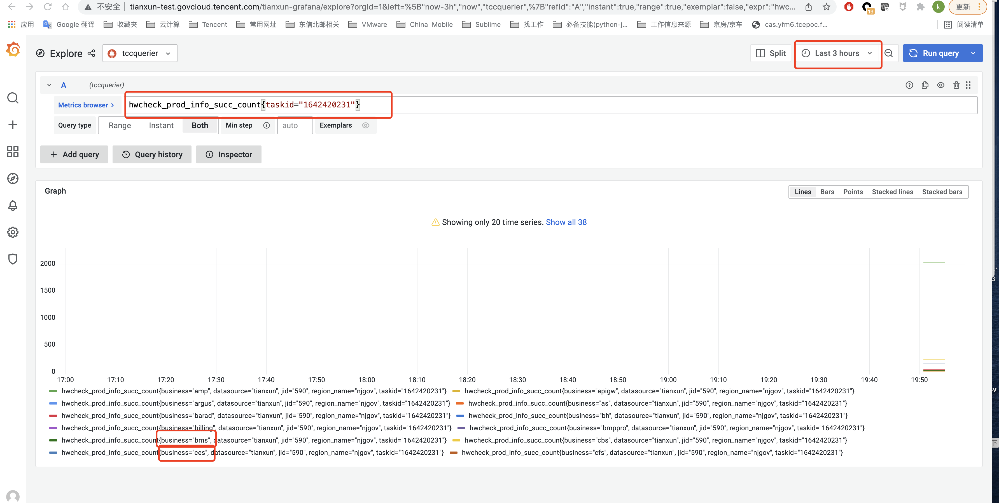 不安全 tianxun-test.govcloud.tencent.com/tianxun-grafana/explore?orgId=1&left=%5B"now-3h","now","tccquerier",%7B"refId":"A","instant":true,"range":true,"exemplar":false,"expr":"hwc... 19 k 更新
应用 Google 翻译 收藏夹 云计算 Tencent 常用网址 东信北邮相关 VMware China Mobile Sublime 找工作 必备技能(python-j... 工作信息来源 京房/京车 cas.yfm6.tcepoc.f... 阅读清单
Explore tccquerier Split Last 3 hours Run query
A (tccquerier)
Metrics browser > hwcheck_prod_info_succ_count{taskid="1642420231"}
Query type Range Instant Both Min step auto Exemplars
+ Add query Query history Inspector
Graph Lines Bars Points Stacked lines Stacked bars
Showing only 20 time series. Show all 38
2000
1500
1000
500
0
17:00 17:10 17:20 17:30 17:40 17:50 18:00 18:10 18:20 18:30 18:40 18:50 19:00 19:10 19:20 19:30 19:40 19:50
hwcheck_prod_info_succ_count{business="amp", datasource="tianxun", jid="590", region_name="njgov", taskid="1642420231"} hwcheck_prod_info_succ_count{business="apigw", datasource="tianxun", jid="590", region_name="njgov", taskid="1642420231"}
hwcheck_prod_info_succ_count{business="argus", datasource="tianxun", jid="590", region_name="njgov", taskid="1642420231"} hwcheck_prod_info_succ_count{business="as", datasource="tianxun", jid="590", region_name="njgov", taskid="1642420231"}
hwcheck_prod_info_succ_count{business="barad", datasource="tianxun", jid="590", region_name="njgov", taskid="1642420231"} hwcheck_prod_info_succ_count{business="bh", datasource="tianxun", jid="590", region_name="njgov", taskid="1642420231"}
hwcheck_prod_info_succ_count{business="billing", datasource="tianxun", jid="590", region_name="njgov", taskid="1642420231"} hwcheck_prod_info_succ_count{business="bmppro", datasource="tianxun", jid="590", region_name="njgov", taskid="1642420231"}
hwcheck_prod_info_succ_count{business="bms", datasource="tianxun", jid="590", region_name="njgov", taskid="1642420231"} hwcheck_prod_info_succ_count{business="cbs", datasource="tianxun", jid="590", region_name="njgov", taskid="1642420231"}
hwcheck_prod_info_succ_count{business="ces", datasource="tianxun", jid="590", region_name="njgov", taskid="1642420231"} hwcheck_prod_info_succ_count{business="cfs", datasource="tianxun", jid="590", region_name="njgov", taskid="1642420231"}